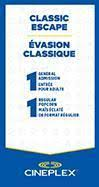 CLASSIC
ESCAPE
ÉVASION
CLASSIQUE
1 GENERAL
ADMISSION
ENTRÉE
POUR ADULTE
1 REGULAR
POPCORN
MAÏS ÉCLATÉ
DE FORMAT RÉGULIER
CINEPLEX